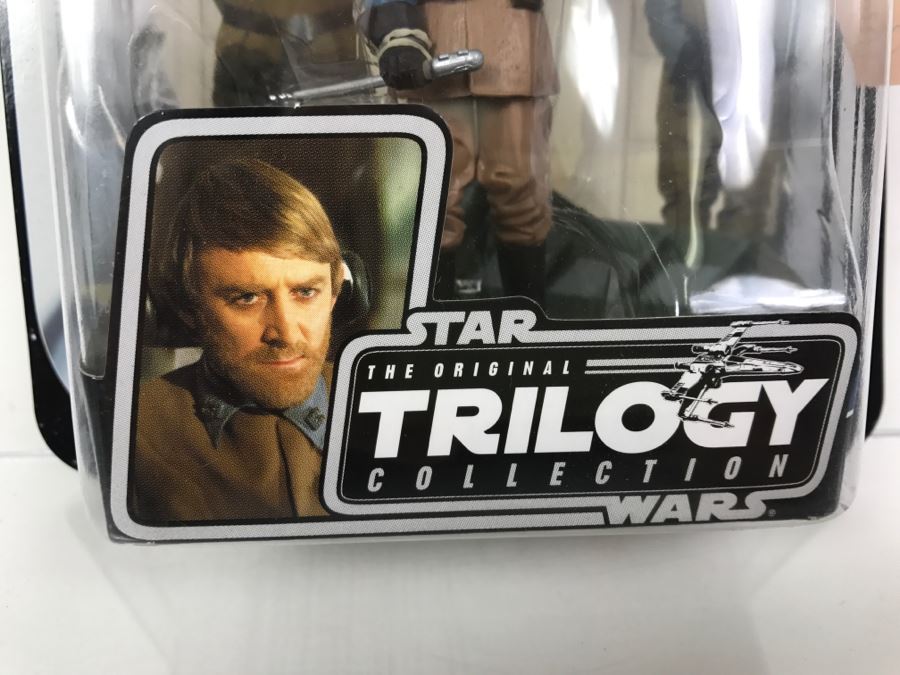 STAR
THE ORIGINAL
TRILOGY
COLLECTION
WARS®